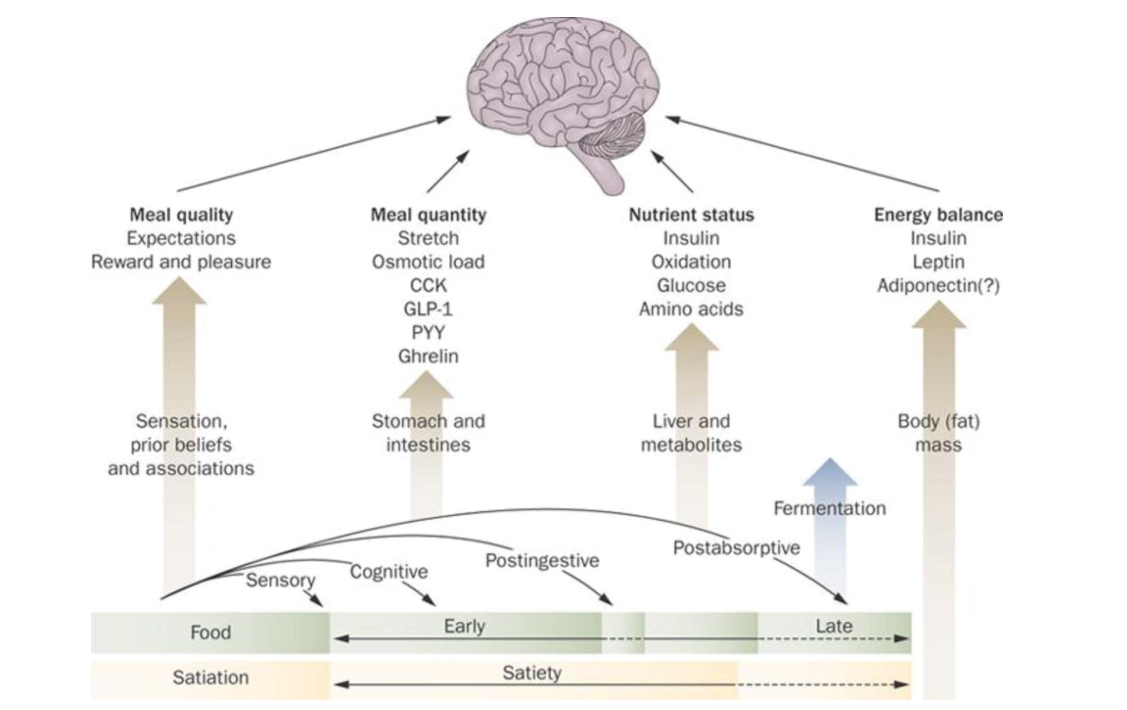 Meal quality
Expectations
Reward and pleasure
Meal quantity
Stretch
Osmotic load
CCK
GLP-1
PYY
Ghrelin
Nutrient status
Insulin
Oxidation
Glucose
Amino acids
Energy balance
Insulin
Leptin
Adiponectin(?)
Sensation,
prior beliefs
and associations
Stomach and
intestines
Liver and
metabolites
Body (fat)
mass
Fermentation
Sensory
Cognitive
Postingestive
Postabsorptive
Food
Early
Late
Satiation
Satiety